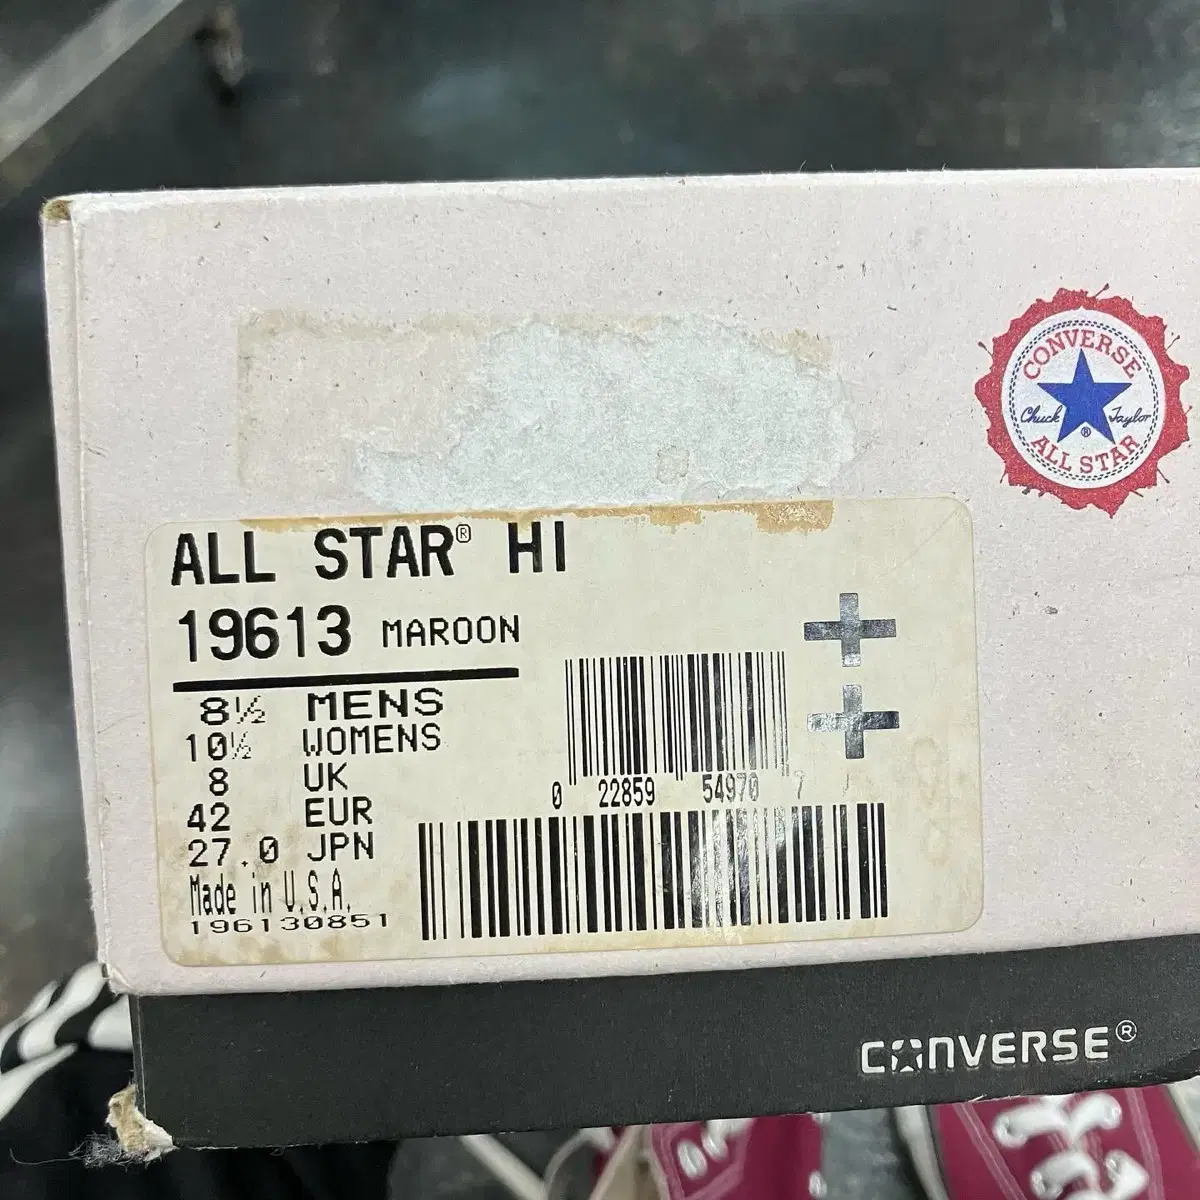 CONVERSE
Chuck Taylor
®
ALL STAR
ALL STAR® HI
19613 MAROON
8½ MENS
10½ WOMENS
8 UK
42 EUR
27.0 JPN
Made in U.S.A.
196130851
0 22859 54970 7
CONVERSE®